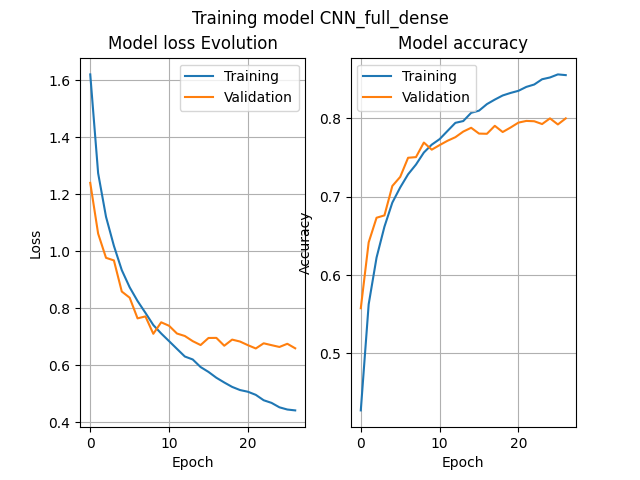 Training model CNN_full_dense
Model loss Evolution
Model accuracy
Training
Validation
Training
Validation
1.6
1.4
1.2
1.0
0.8
0.6
0.4
Loss
0
10
20
Epoch
0.8
0.7
0.6
0.5
Accuracy
0
10
20
Epoch